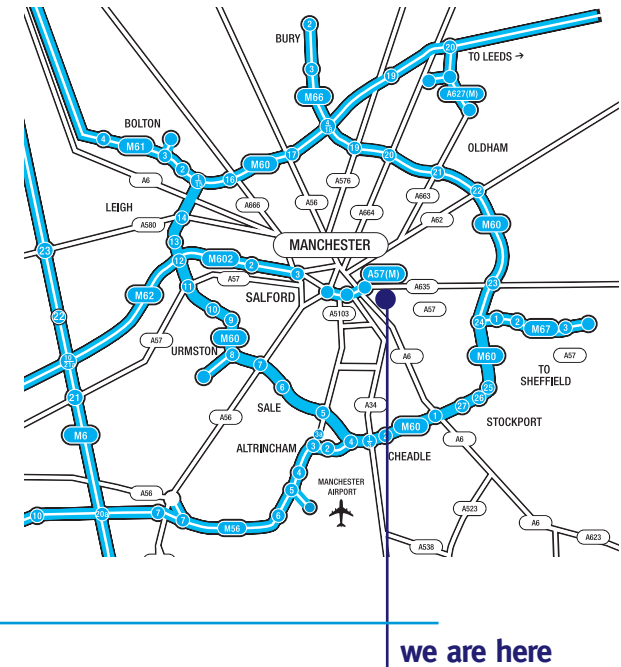 2
BURY
20
TO LEEDS →
3
19
M66
A627(M)
BOLTON
4
M61
3
2
4
18
19
20
OLDHAM
17
M60
16
1
15
21
A6
A576
A663
22
A666
A56
A664
A62
LEIGH
14
M60
A580
13
MANCHESTER
23
12
M602
2
3
A57(M)
A57
A635
23
11
SALFORD
M62
A57
22
10
9
A5103
24
1
2
M67
3
M60
A57
URMSTON
8
7
A6
M60
A57
TO
SHEFFIELD
10
21A
6
25
21
SALE
A34
26
27
A56
5
1
STOCKPORT
M6
M60
2
ALTRINCHAM
3
2
4
CHEADLE
A6
4
MANCHESTER
AIRPORT
A56
5
A523
10
20a
7
7
M56
6
A6
A623
A538
we are here